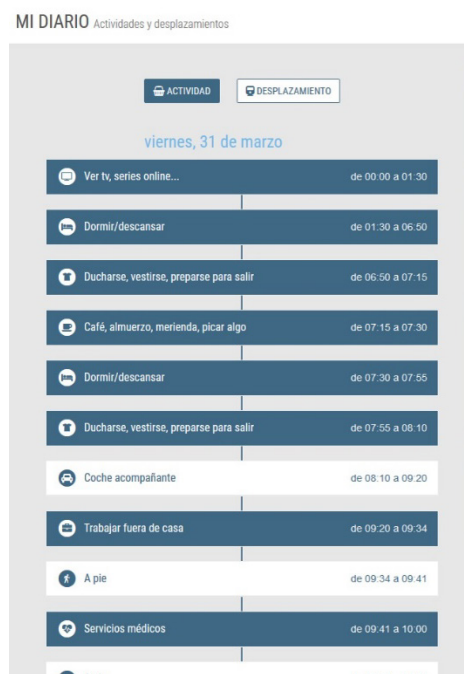 MI DIARIO Actividades y desplazamientos
ACTIVIDAD DESPLAZAMIENTO
viernes, 31 de marzo
Ver tv, series online... de 00:00 a 01:30
Dormir/descansar de 01:30 a 06:50
Ducharse, vestirse, preparse para salir de 06:50 a 07:15
Café, almuerzo, merienda, picar algo de 07:15 a 07:30
Dormir/descansar de 07:30 a 07:55
Ducharse, vestirse, preparse para salir de 07:55 a 08:10
Coche acompañante de 08:10 a 09:20
Trabajar fuera de casa de 09:20 a 09:34
A pie de 09:34 a 09:41
Servicios médicos de 09:41 a 10:00